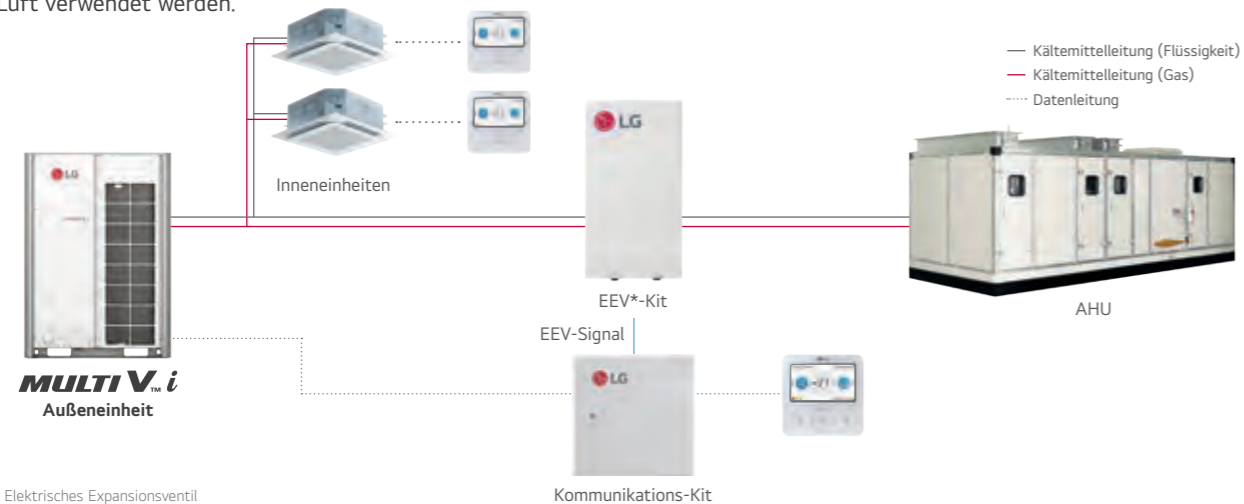 Luft verwendet werden.
Kältemittelleitung (Flüssigkeit)
Kältemittelleitung (Gas)
Datenleitung
LG
LG
Inneneinheiten
EEV*-Kit
AHU
EEV-Signal
LG
MULTI V™ i
Außeneinheit
Elektrisches Expansionsventil
Kommunikations-Kit